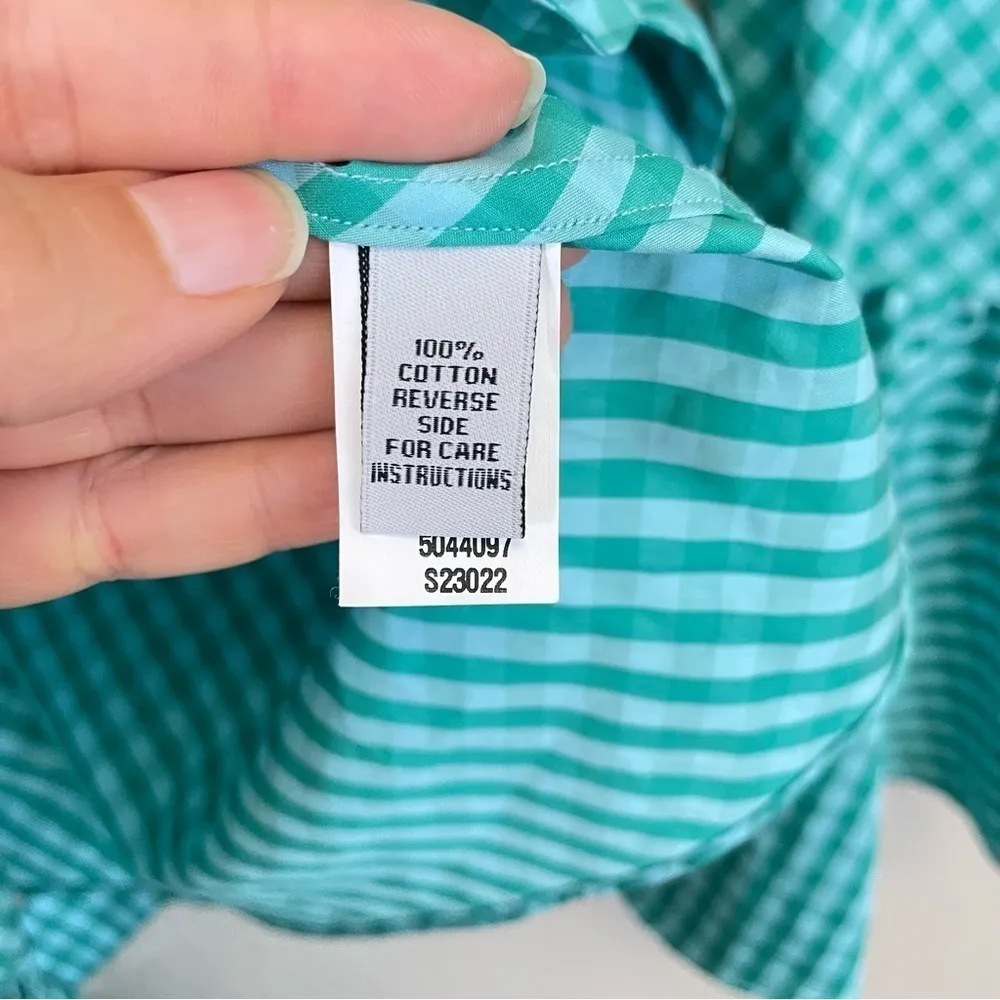 100%
COTTON
REVERSE
SIDE
FOR CARE
INSTRUCTIONS
5044097
S23022